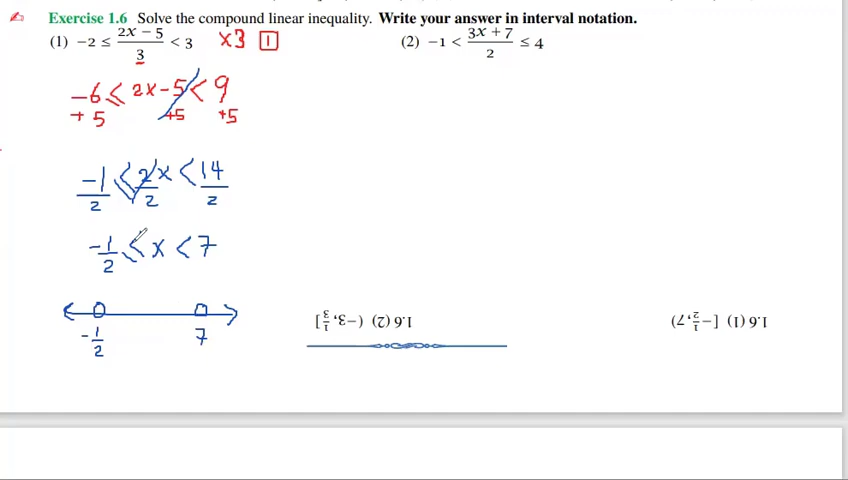 Exercise 1.6 Solve the compound linear inequality. Write your answer in interval notation.
(1) −2 ≤ (2x − 5)/3 < 3 ×3 1
(2) −1 < (3x + 7)/2 ≤ 4
−6 ≤ 2x − 5 < 9
+5 +5 +5
−1/2 ≤ 2x/2 < 14/2
−1/2 ≤ x < 7
−1/2 7
1.6 (1) [−1/2, 7)
1.6 (2) (−3, 1/3]